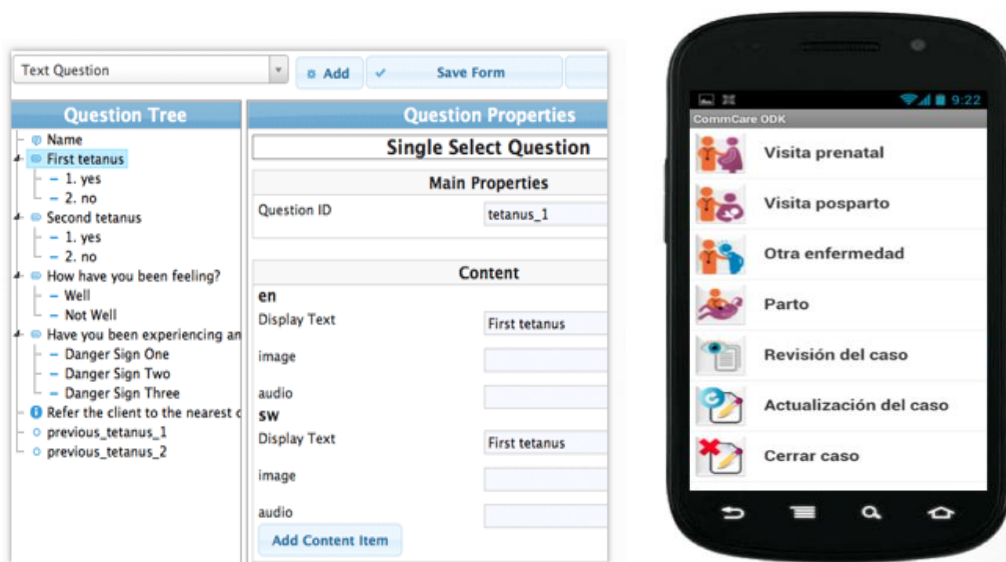 Text Question
Add
Save Form
Question Tree
Name
First tetanus
1. yes
2. no
Second tetanus
1. yes
2. no
How have you been feeling?
Well
Not Well
Have you been experiencing an
Danger Sign One
Danger Sign Two
Danger Sign Three
Refer the client to the nearest c
previous_tetanus_1
previous_tetanus_2
Question Properties
Single Select Question
Main Properties
Question ID
tetanus_1
Content
en
Display Text
First tetanus
image
audio
sw
Display Text
First tetanus
image
audio
Add Content Item
9:22
CommCare ODK
Visita prenatal
Visita posparto
Otra enfermedad
Parto
Revisión del caso
Actualización del caso
Cerrar caso